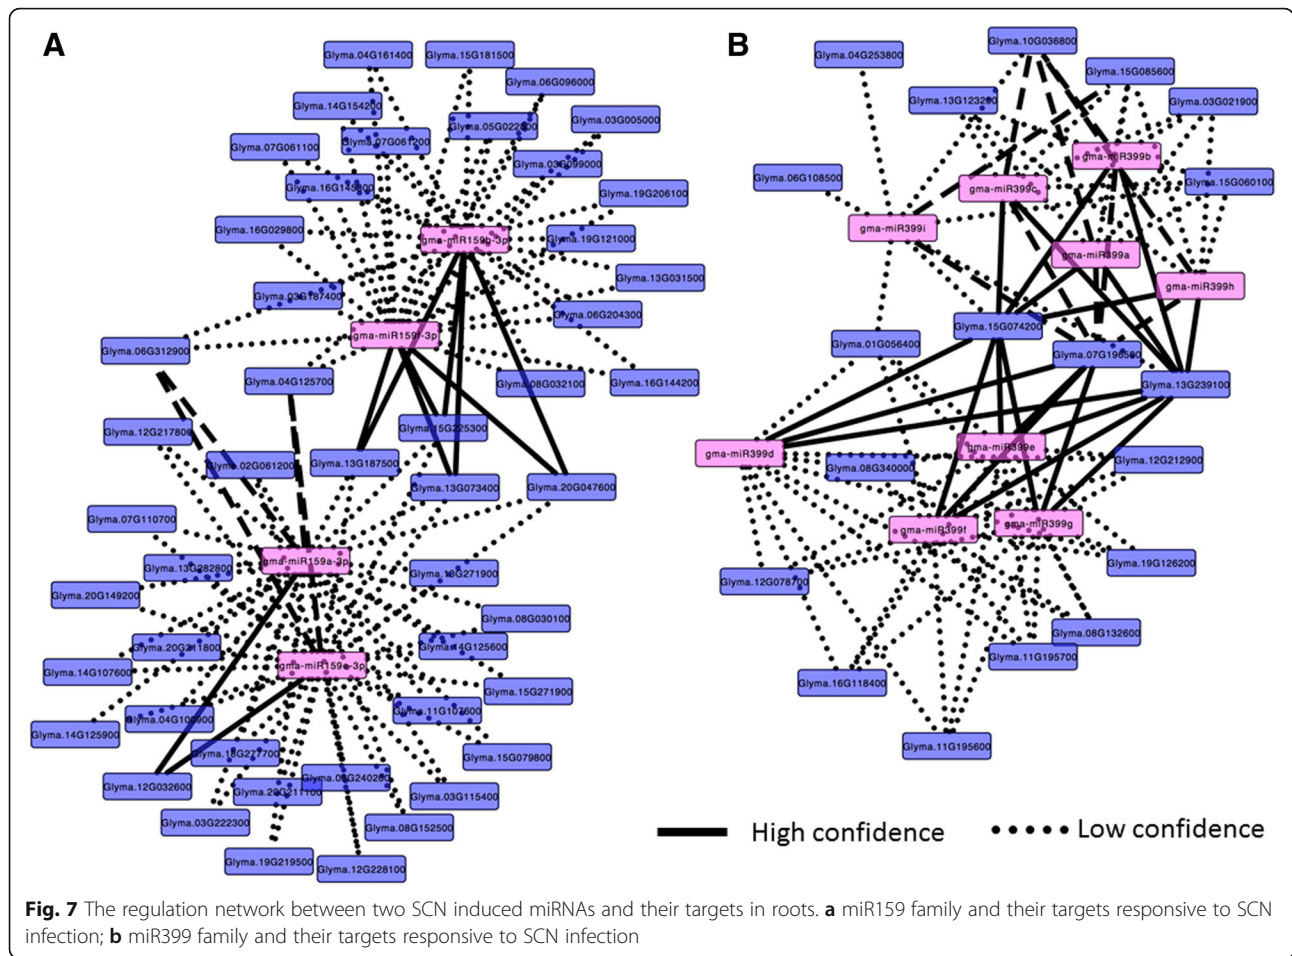 A
B
Glyma.04G161400
Glyma.15G181500
Glyma.06G096000
Glyma.14G154200
Glyma.03G005000
Glyma.07G061100
Glyma.07G061200
Glyma.19G206100
Glyma.16G029800
gma-miR159b-3p
Glyma.19G121000
Glyma.13G031500
Glyma.03G187400
Glyma.06G204300
gma-miR159f-3p
Glyma.06G312900
Glyma.04G125700
Glyma.08G032100
Glyma.16G144200
Glyma.12G217800
Glyma.15G225300
Glyma.02G061200
Glyma.13G187500
Glyma.13G073400
Glyma.20G047600
Glyma.07G110700
gma-miR159a-3p
Glyma.13G282800
Glyma.20G149200
Glyma.08G030100
Glyma.20G211800
Glyma.14G125600
gma-miR159e-3p
Glyma.14G107600
Glyma.15G271900
Glyma.04G100900
Glyma.11G107600
Glyma.14G125900
Glyma.18G277700
Glyma.15G079800
Glyma.12G032600
Glyma.20G211100
Glyma.03G115400
Glyma.03G222300
Glyma.08G152500
Glyma.19G219500
Glyma.12G228100
Glyma.10G036800
Glyma.04G253800
Glyma.15G085600
Glyma.13G123200
Glyma.03G021900
gma-miR399b
Glyma.06G108500
gma-miR399c
Glyma.15G060100
gma-miR399i
gma-miR399a
gma-miR399h
Glyma.15G074200
Glyma.01G056400
Glyma.13G239100
gma-miR399d
gma-miR399e
Glyma.12G212900
Glyma.08G340000
gma-miR399f
gma-miR399g
Glyma.19G126200
Glyma.12G078700
Glyma.08G132600
Glyma.11G195700
Glyma.16G118400
Glyma.11G195600
High confidence
Low confidence
Fig. 7 The regulation network between two SCN induced miRNAs and their targets in roots. a miR159 family and their targets responsive to SCN
infection; b miR399 family and their targets responsive to SCN infection